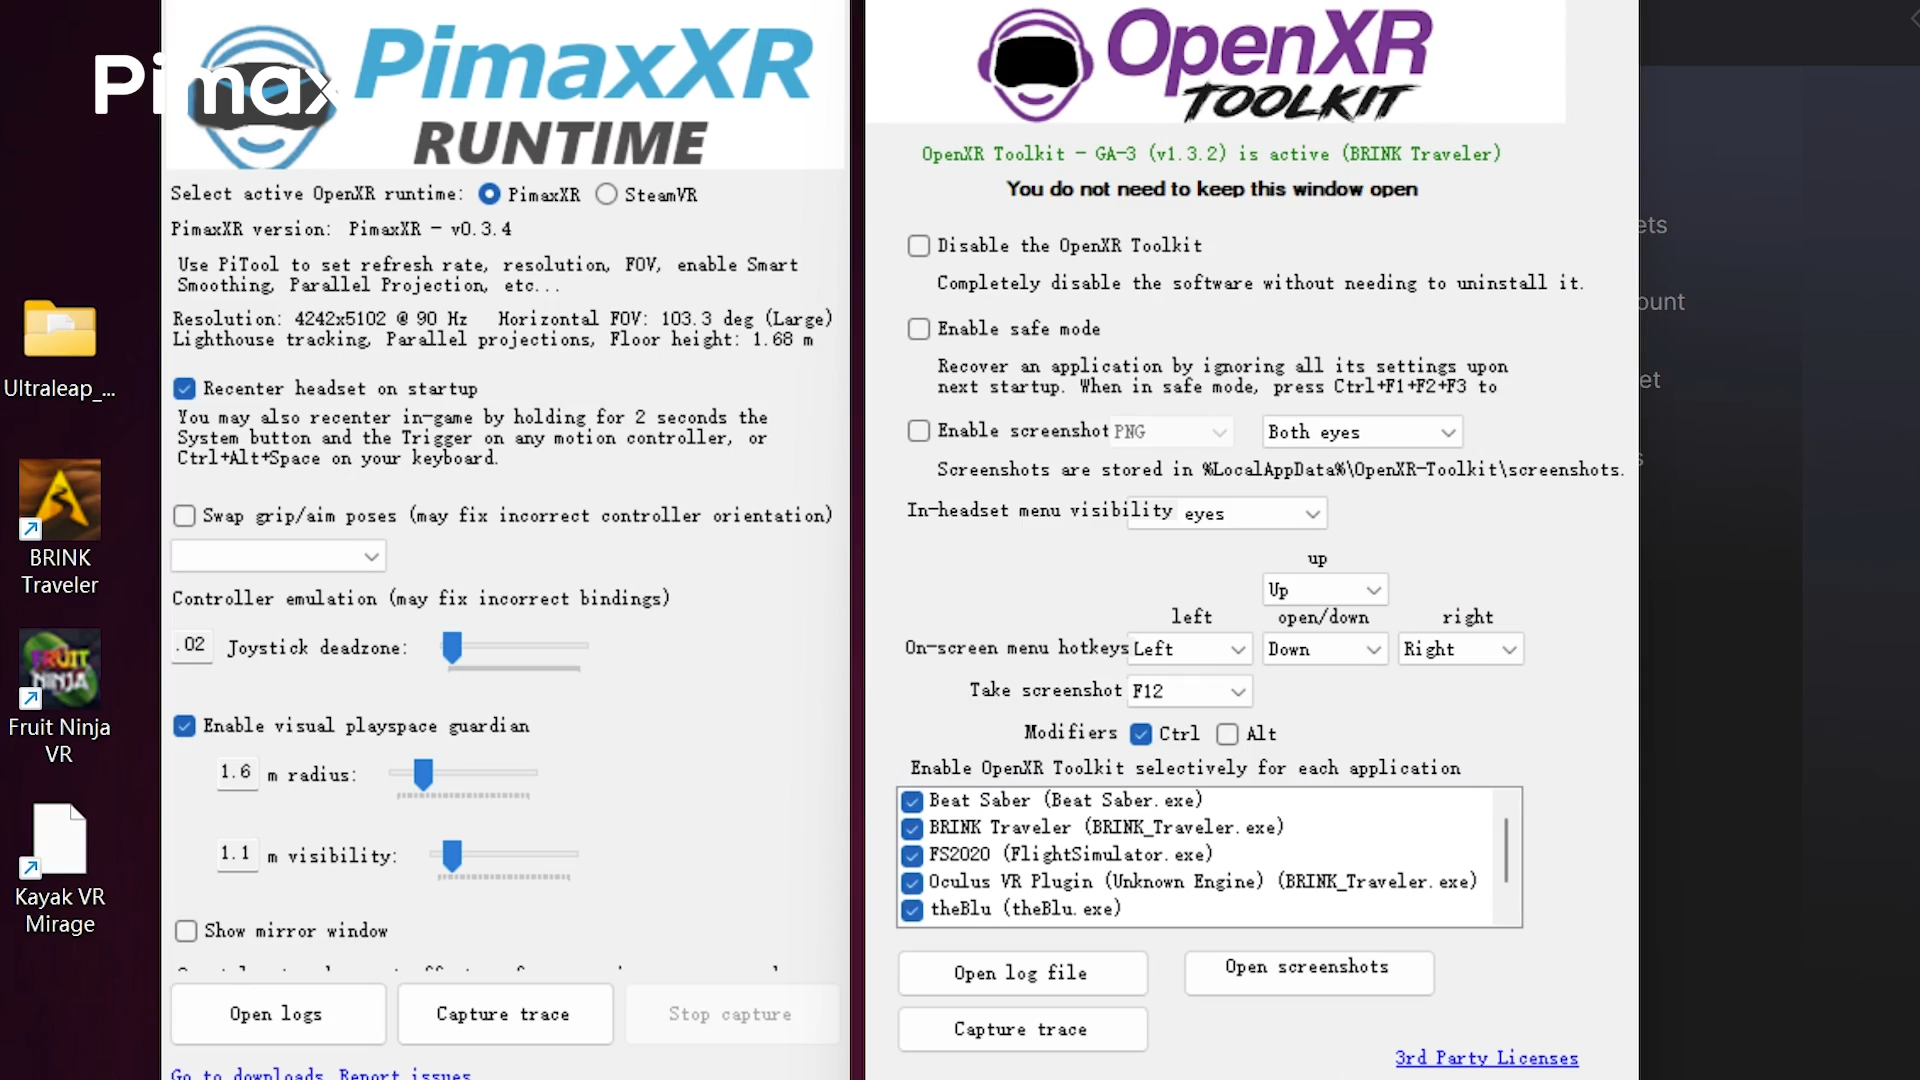 Pimax
PimaxXR
RUNTIME
Select active OpenXR runtime: PimaxXR SteamVR
PimaxXR version: PimaxXR - v0.3.4
Use PiTool to set refresh rate, resolution, FOV, enable Smart
Smoothing, Parallel Projection, etc...
Resolution: 4242x5102 @ 90 Hz Horizontal FOV: 103.3 deg (Large)
Lighthouse tracking, Parallel projections, Floor height: 1.68 m
Recenter headset on startup
You may also recenter in-game by holding for 2 seconds the
System button and the Trigger on any motion controller, or
Ctrl+Alt+Space on your keyboard.
Swap grip/aim poses (may fix incorrect controller orientation)
Controller emulation (may fix incorrect bindings)
.02 Joystick deadzone:
Enable visual playspace guardian
1.6 m radius:
1.1 m visibility:
Show mirror window
Open logs Capture trace Stop capture
Go to downloads Report issues
OpenXR
TOOLKIT
OpenXR Toolkit - GA-3 (v1.3.2) is active (BRINK Traveler)
You do not need to keep this window open
Disable the OpenXR Toolkit
Completely disable the software without needing to uninstall it.
Enable safe mode
Recover an application by ignoring all its settings upon
next startup. When in safe mode, press Ctrl+F1+F2+F3 to
Enable screenshot PNG Both eyes
Screenshots are stored in %LocalAppData%\OpenXR-Toolkit\screenshots.
In-headset menu visibility eyes
up
Up
left open/down right
On-screen menu hotkeys Left Down Right
Take screenshot F12
Modifiers Ctrl Alt
Enable OpenXR Toolkit selectively for each application
Beat Saber (Beat Saber.exe)
BRINK Traveler (BRINK_Traveler.exe)
FS2020 (FlightSimulator.exe)
Oculus VR Plugin (Unknown Engine) (BRINK_Traveler.exe)
theBlu (theBlu.exe)
Open log file Open screenshots
Capture trace
3rd Party Licenses
Ultraleap_...
BRINK
Traveler
FRUIT
NINJA
Fruit Ninja
VR
Kayak VR
Mirage
ets
ount
et